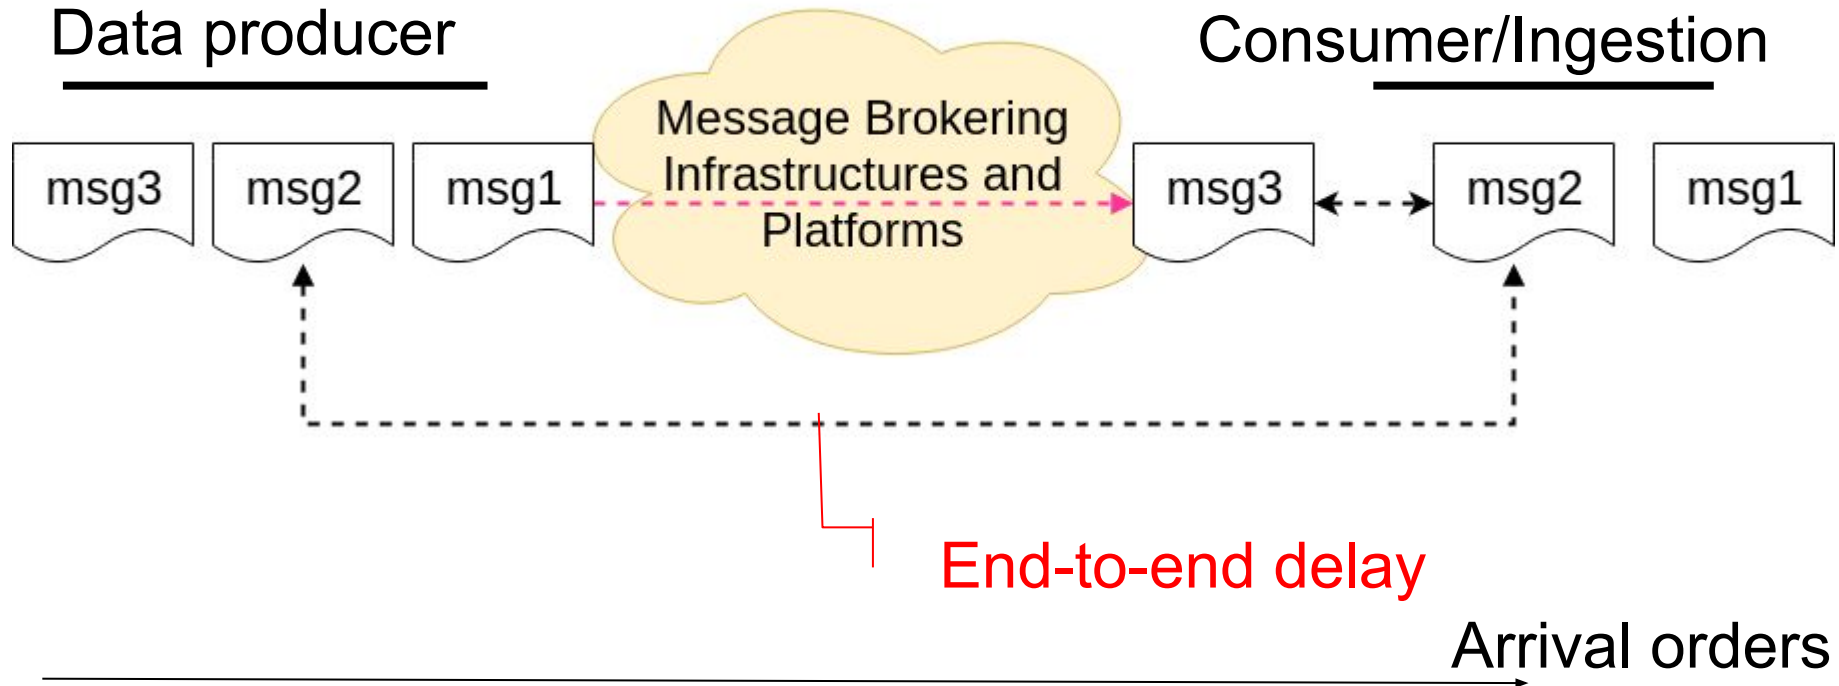 Data producer
Consumer/Ingestion
Message Brokering
Infrastructures and
Platforms
msg3
msg2
msg1
msg3
msg2
msg1
End-to-end delay
Arrival orders